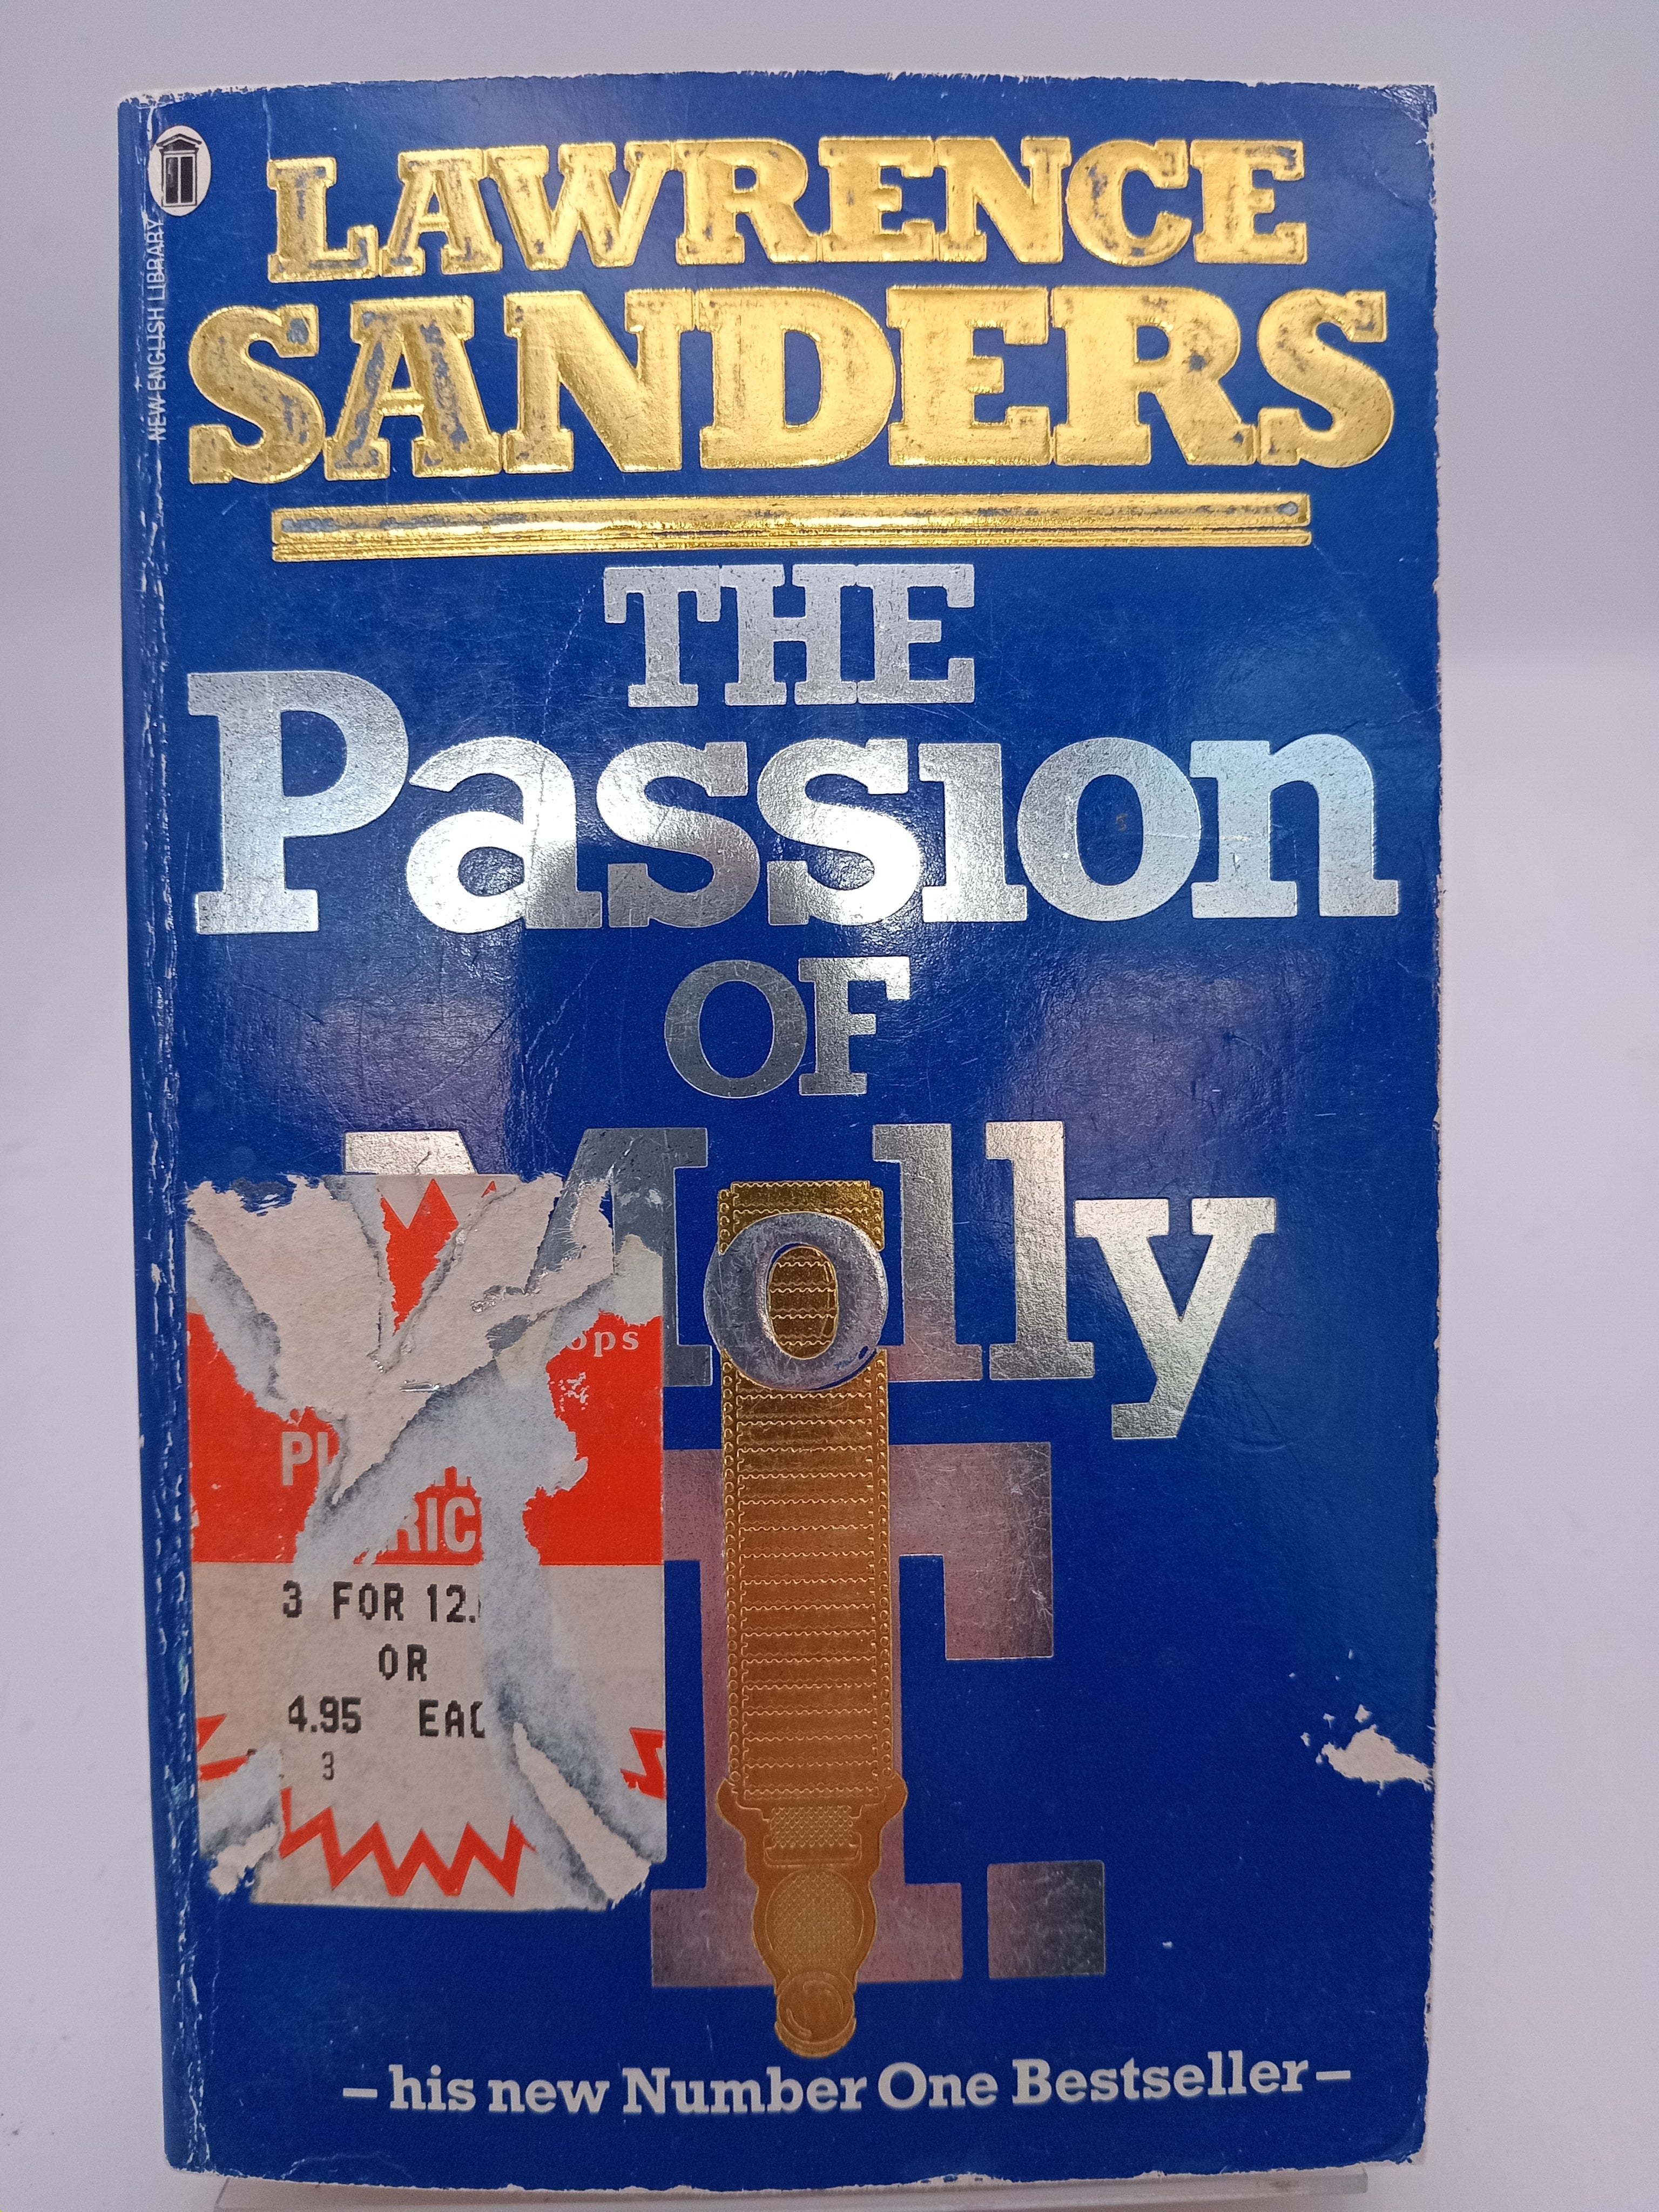 NEW ENGLISH LIBRARY
LAWRENCE
SANDERS
THE
Passion
OF
Molly
T.
3 FOR 12.
OR
4.95
3
– his new Number One Bestseller –